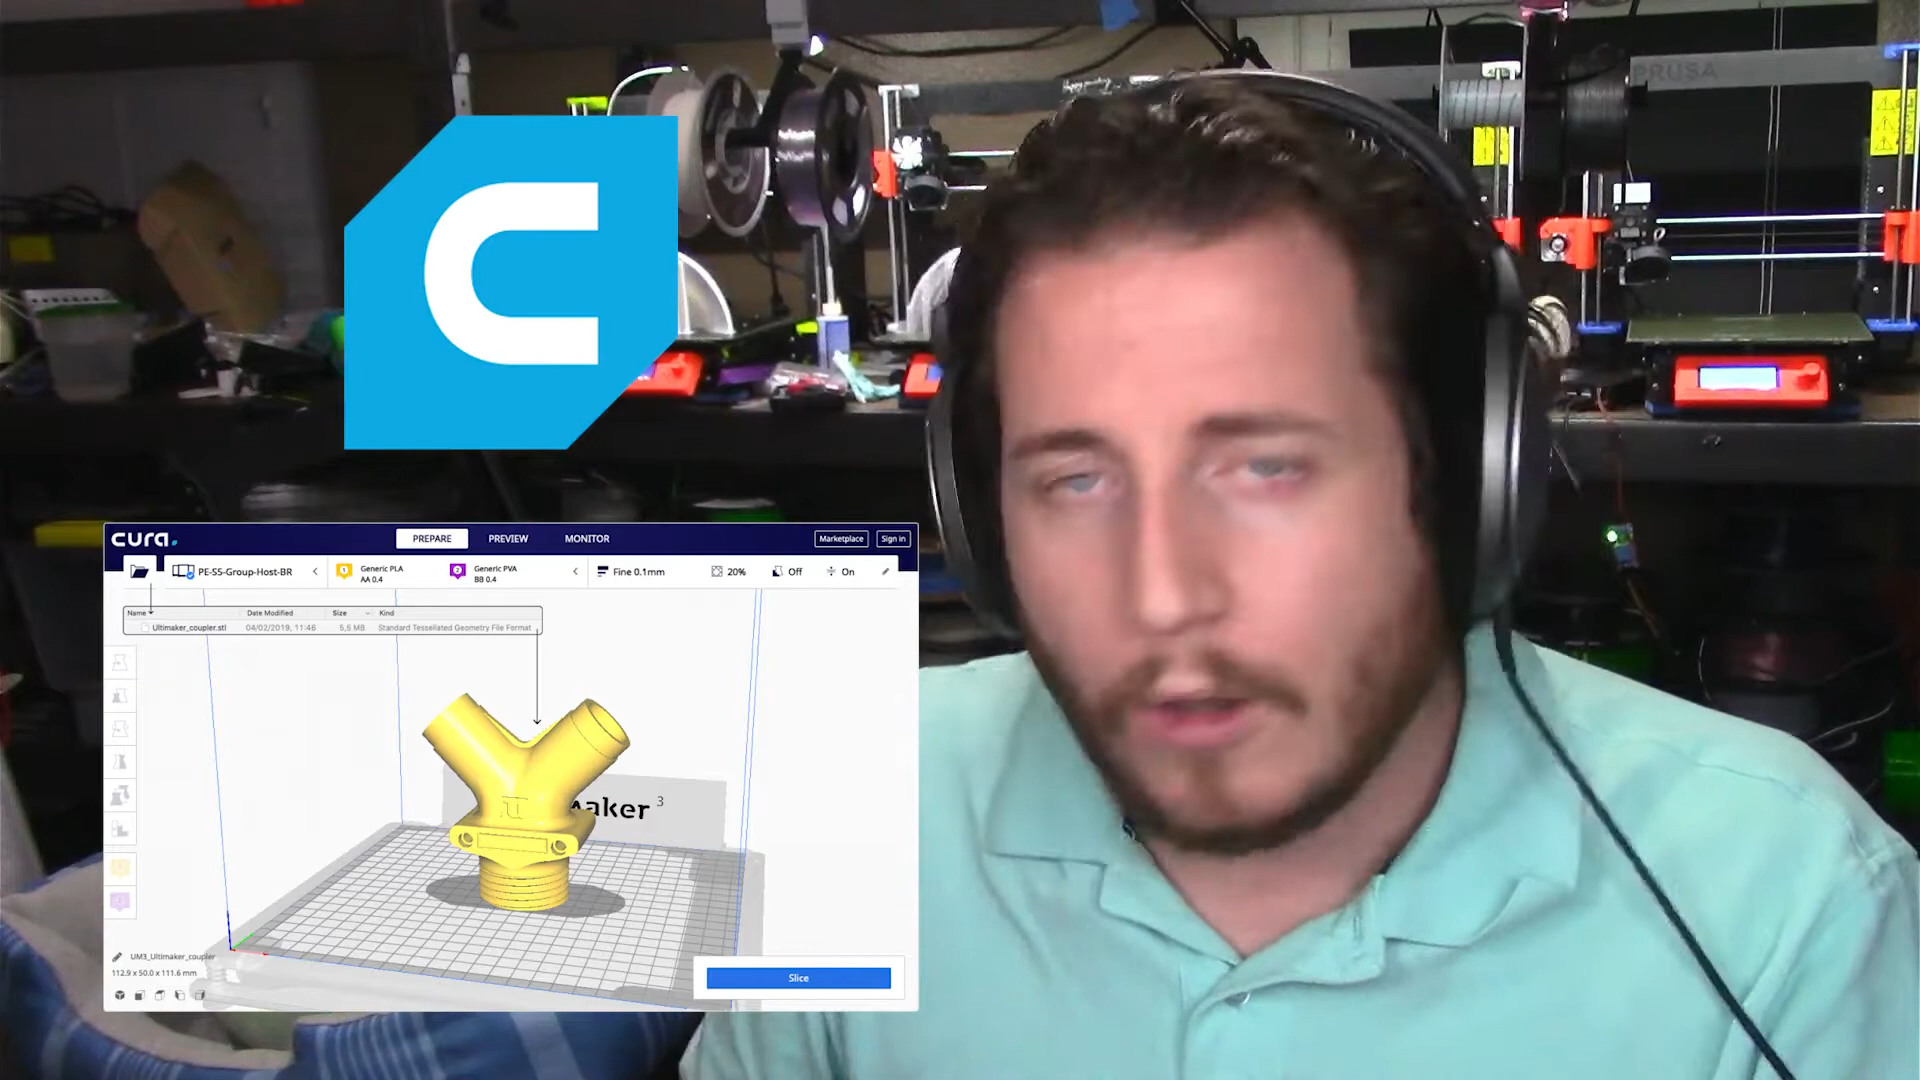 PRUSA
C
cura.
PREPARE
PREVIEW
MONITOR
Marketplace
Sign in
PE-SS-Group-Host-BR
Generic PLA
AA 0.4
Generic PVA
BB 0.4
Fine 0.1mm
20%
Off
On
Name
Date Modified
Size
Kind
Ultimaker_coupler.stl
04/02/2019, 11:46
5,5 MB
Standard Tessellated Geometry File Format
aker 3
UM3_Ultimaker_coupler
112.9 x 50.0 x 111.6 mm
Slice